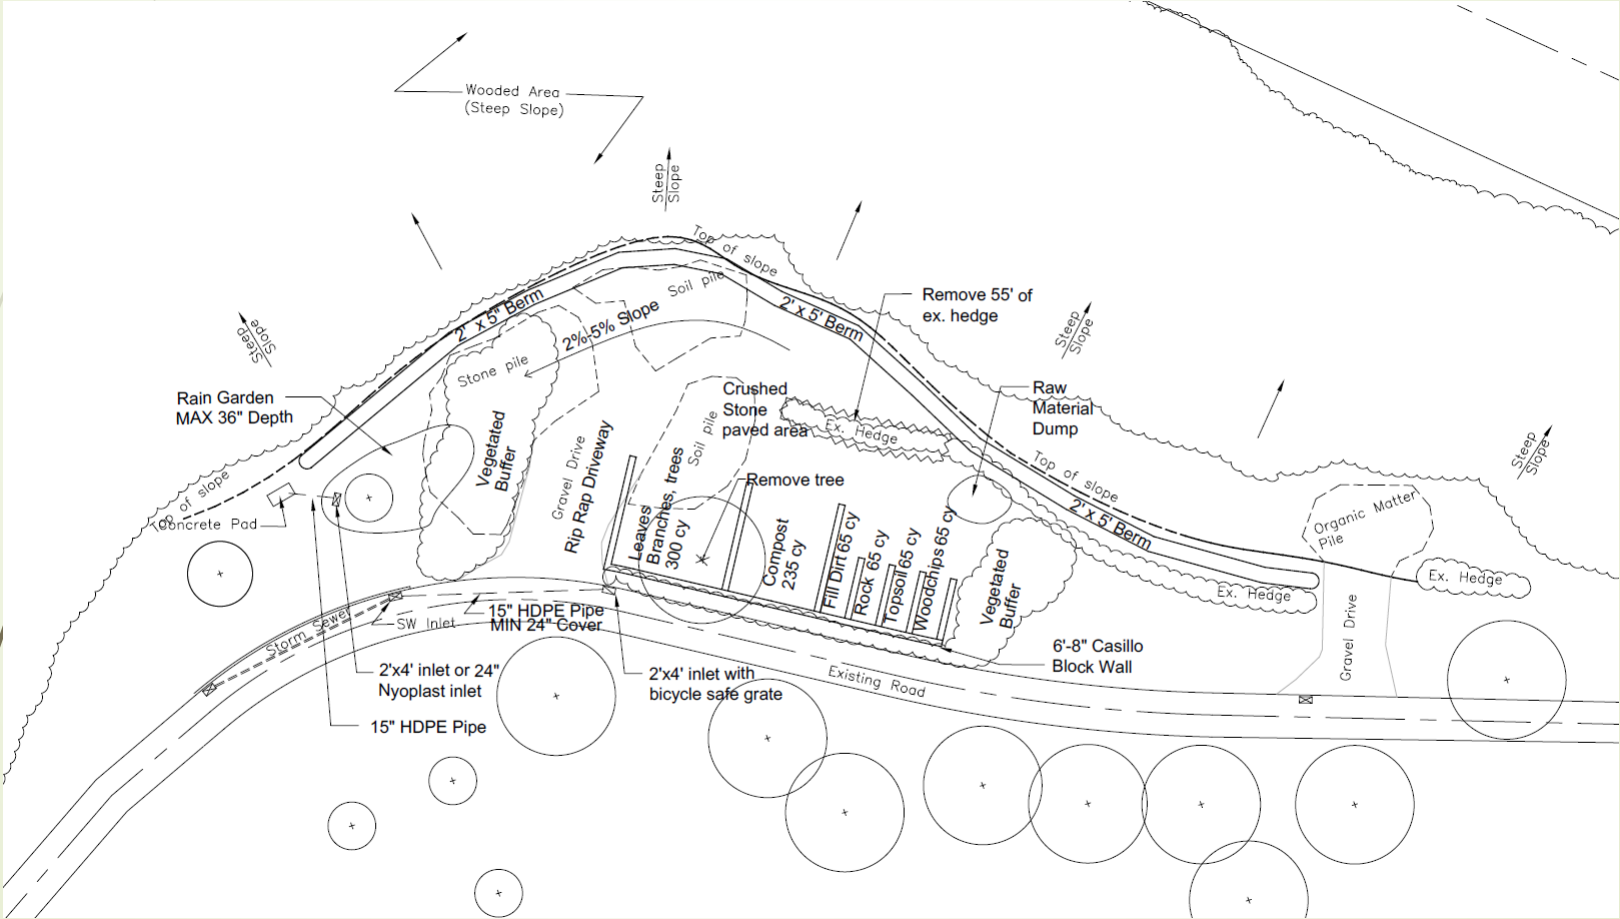 Wooded Area
(Steep Slope)
Steep
Slope
Top of slope
Steep
Slope
Soil pile
2' x 5" Berm
2%-5% Slope
2' x 5' Berm
Remove 55' of
ex. hedge
Steep
Slope
Stone pile
Rain Garden
MAX 36" Depth
Vegetated
Buffer
Gravel Drive
Rip Rap Driveway
Crushed
Stone
paved area
Soil pile
Ex. Hedge
Raw
Material
Dump
Top of slope
Steep
Slope
Remove tree
Leaves
Branches, trees
300 cy
Compost
235 cy
Fill Dirt 65 cy
Rock 65 cy
Topsoil 65 cy
Woodchips 65 cy
2' x 5' Berm
Organic Matter
Pile
Top of slope
Concrete Pad
Vegetated
Buffer
Ex. Hedge
Ex. Hedge
Gravel Drive
Storm Sewer
SW Inlet
15" HDPE Pipe
MIN 24" Cover
6'-8" Casillo
Block Wall
2'x4' inlet or 24"
Nyoplast inlet
2'x4' inlet with
bicycle safe grate
Existing Road
15" HDPE Pipe